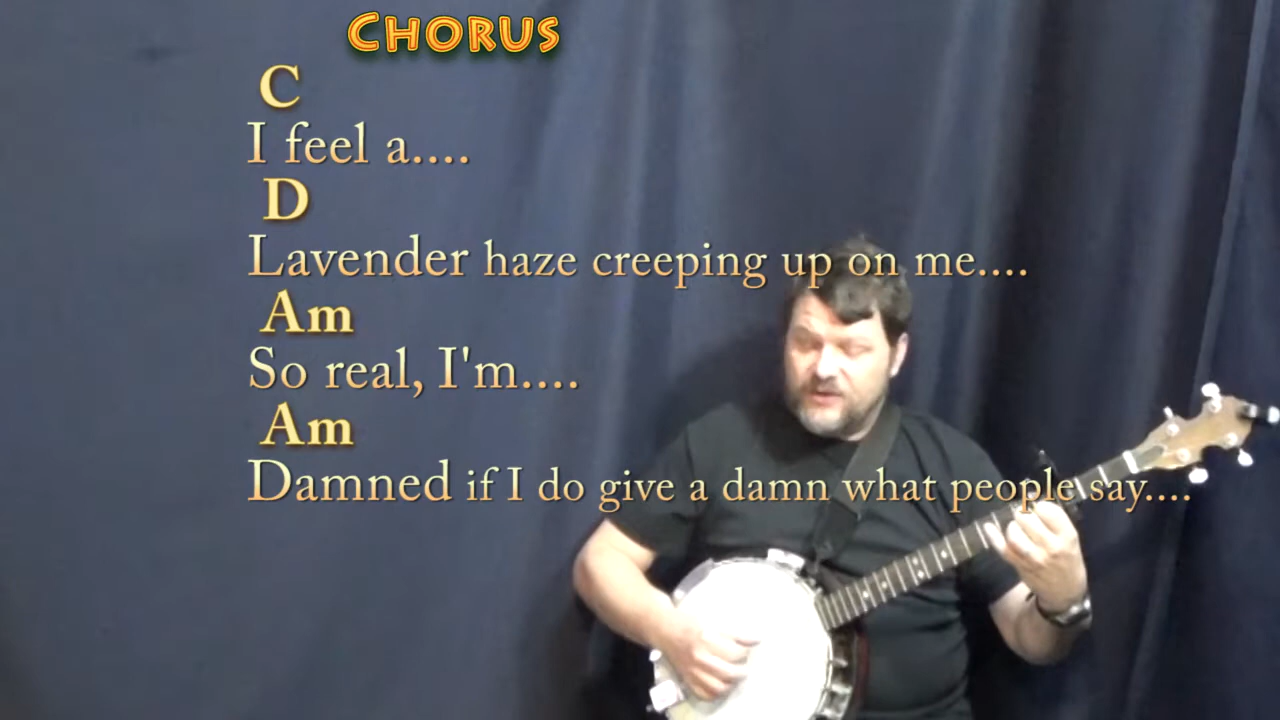 CHORUS
C
I feel a....
D
Lavender haze creeping up on me....
Am
So real, I'm....
Am
Damned if I do give a damn what people say....